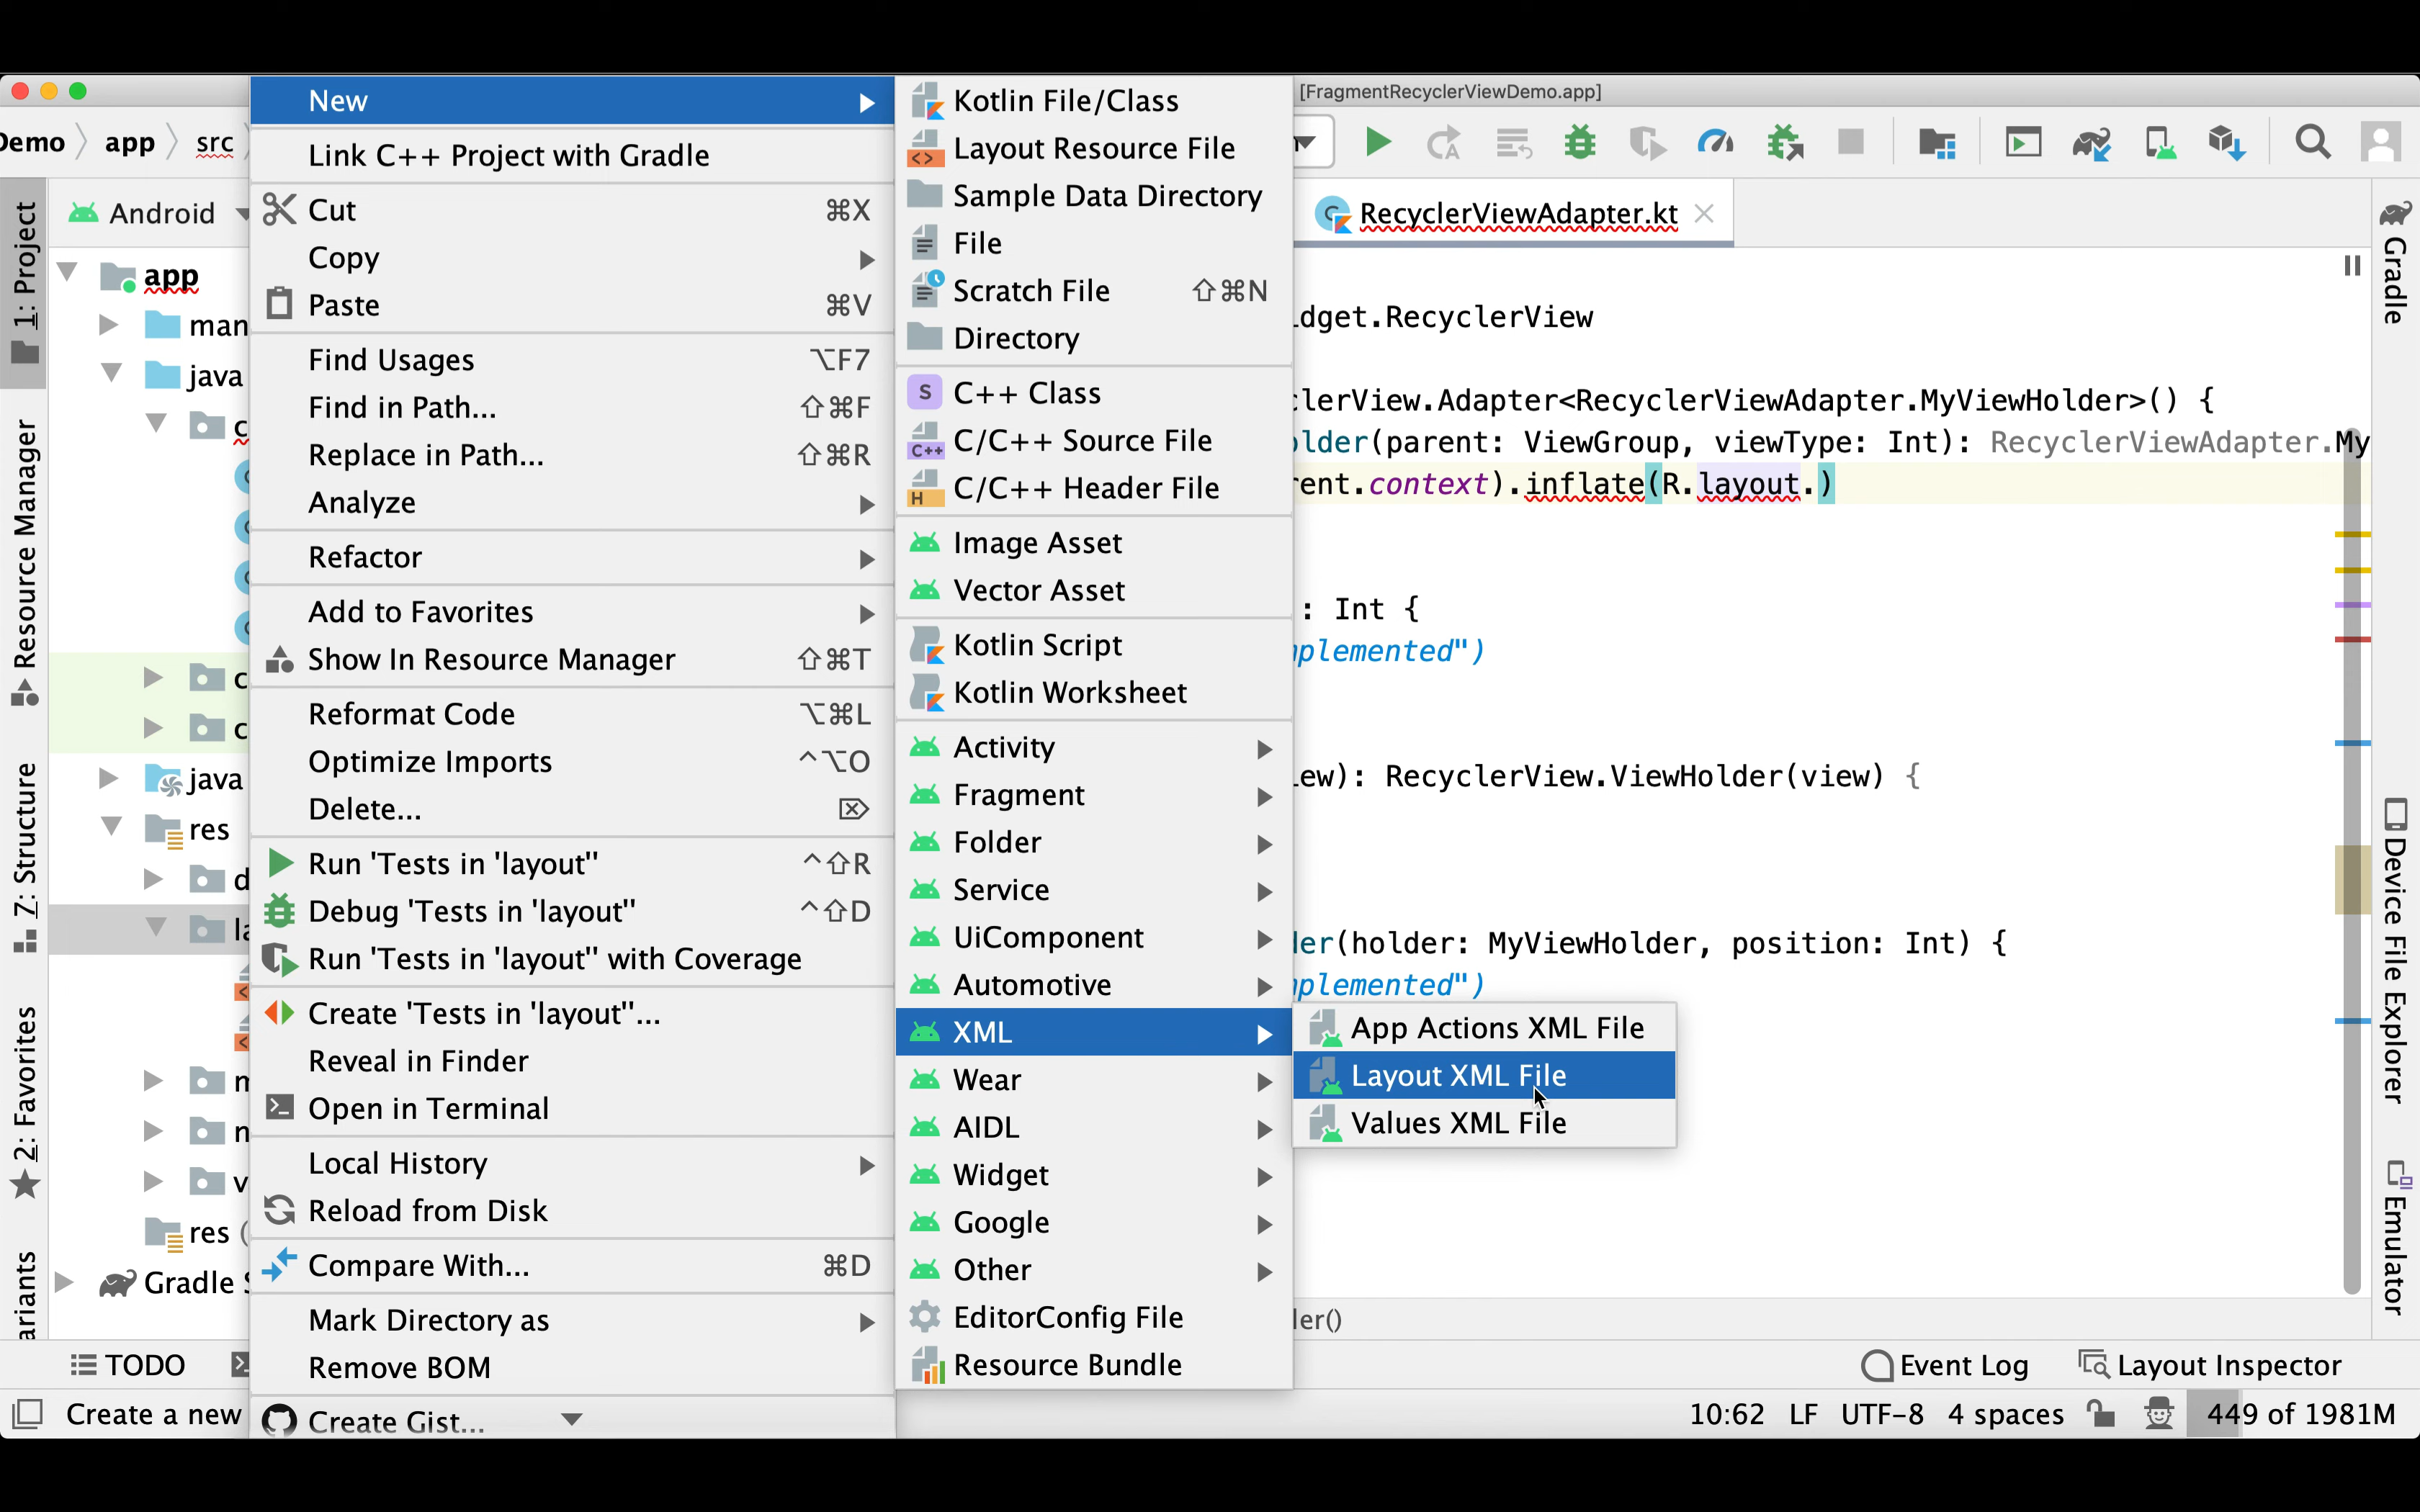 [FragmentRecyclerViewDemo.app]
Demo
app
src
RecyclerViewAdapter.kt
Android
app
man
java
c
c
c
java
res
d
la
m
n
v
res (
Gradle S
1: Project
Resource Manager
Z: Structure
2: Favorites
ariants
New
Link C++ Project with Gradle
Cut ⌘X
Copy
Paste ⌘V
Find Usages ⌥F7
Find in Path... ⇧⌘F
Replace in Path... ⇧⌘R
Analyze
Refactor
Add to Favorites
Show In Resource Manager ⇧⌘T
Reformat Code ⌥⌘L
Optimize Imports ^⌥O
Delete... ⌦
Run 'Tests in 'layout'' ^⇧R
Debug 'Tests in 'layout'' ^⇧D
Run 'Tests in 'layout'' with Coverage
Create 'Tests in 'layout''...
Reveal in Finder
Open in Terminal
Local History
Reload from Disk
Compare With... ⌘D
Mark Directory as
Remove BOM
Create Gist...
Kotlin File/Class
Layout Resource File
Sample Data Directory
File
Scratch File ⇧⌘N
Directory
C++ Class
C/C++ Source File
C/C++ Header File
Image Asset
Vector Asset
Kotlin Script
Kotlin Worksheet
Activity
Fragment
Folder
Service
UiComponent
Automotive
XML
Wear
AIDL
Widget
Google
Other
EditorConfig File
Resource Bundle
App Actions XML File
Layout XML File
Values XML File
idget.RecyclerView
clerView.Adapter<RecyclerViewAdapter.MyViewHolder>() {
older(parent: ViewGroup, viewType: Int): RecyclerViewAdapter.My
rent.context).inflate(R.layout.)
: Int {
mplemented")
iew): RecyclerView.ViewHolder(view) {
der(holder: MyViewHolder, position: Int) {
mplemented")
der()
Gradle
Device File Explorer
Emulator
TODO
Event Log
Layout Inspector
Create a new
10:62 LF UTF-8 4 spaces
449 of 1981M